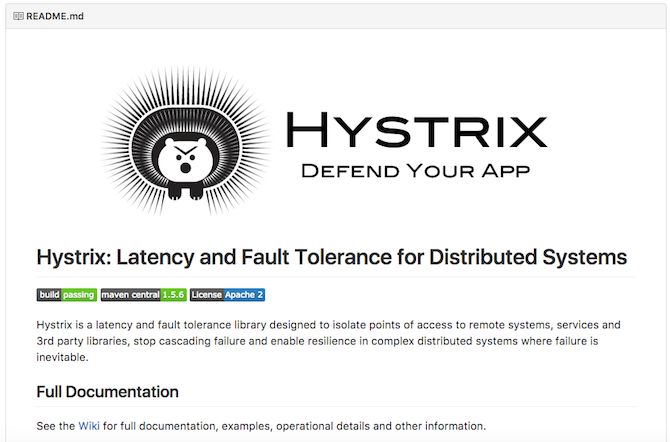 README.md
HYSTRIX
DEFEND YOUR APP
Hystrix: Latency and Fault Tolerance for Distributed Systems
build passing maven central 1.5.6 License Apache 2
Hystrix is a latency and fault tolerance library designed to isolate points of access to remote systems, services and
3rd party libraries, stop cascading failure and enable resilience in complex distributed systems where failure is
inevitable.
Full Documentation
See the Wiki for full documentation, examples, operational details and other information.